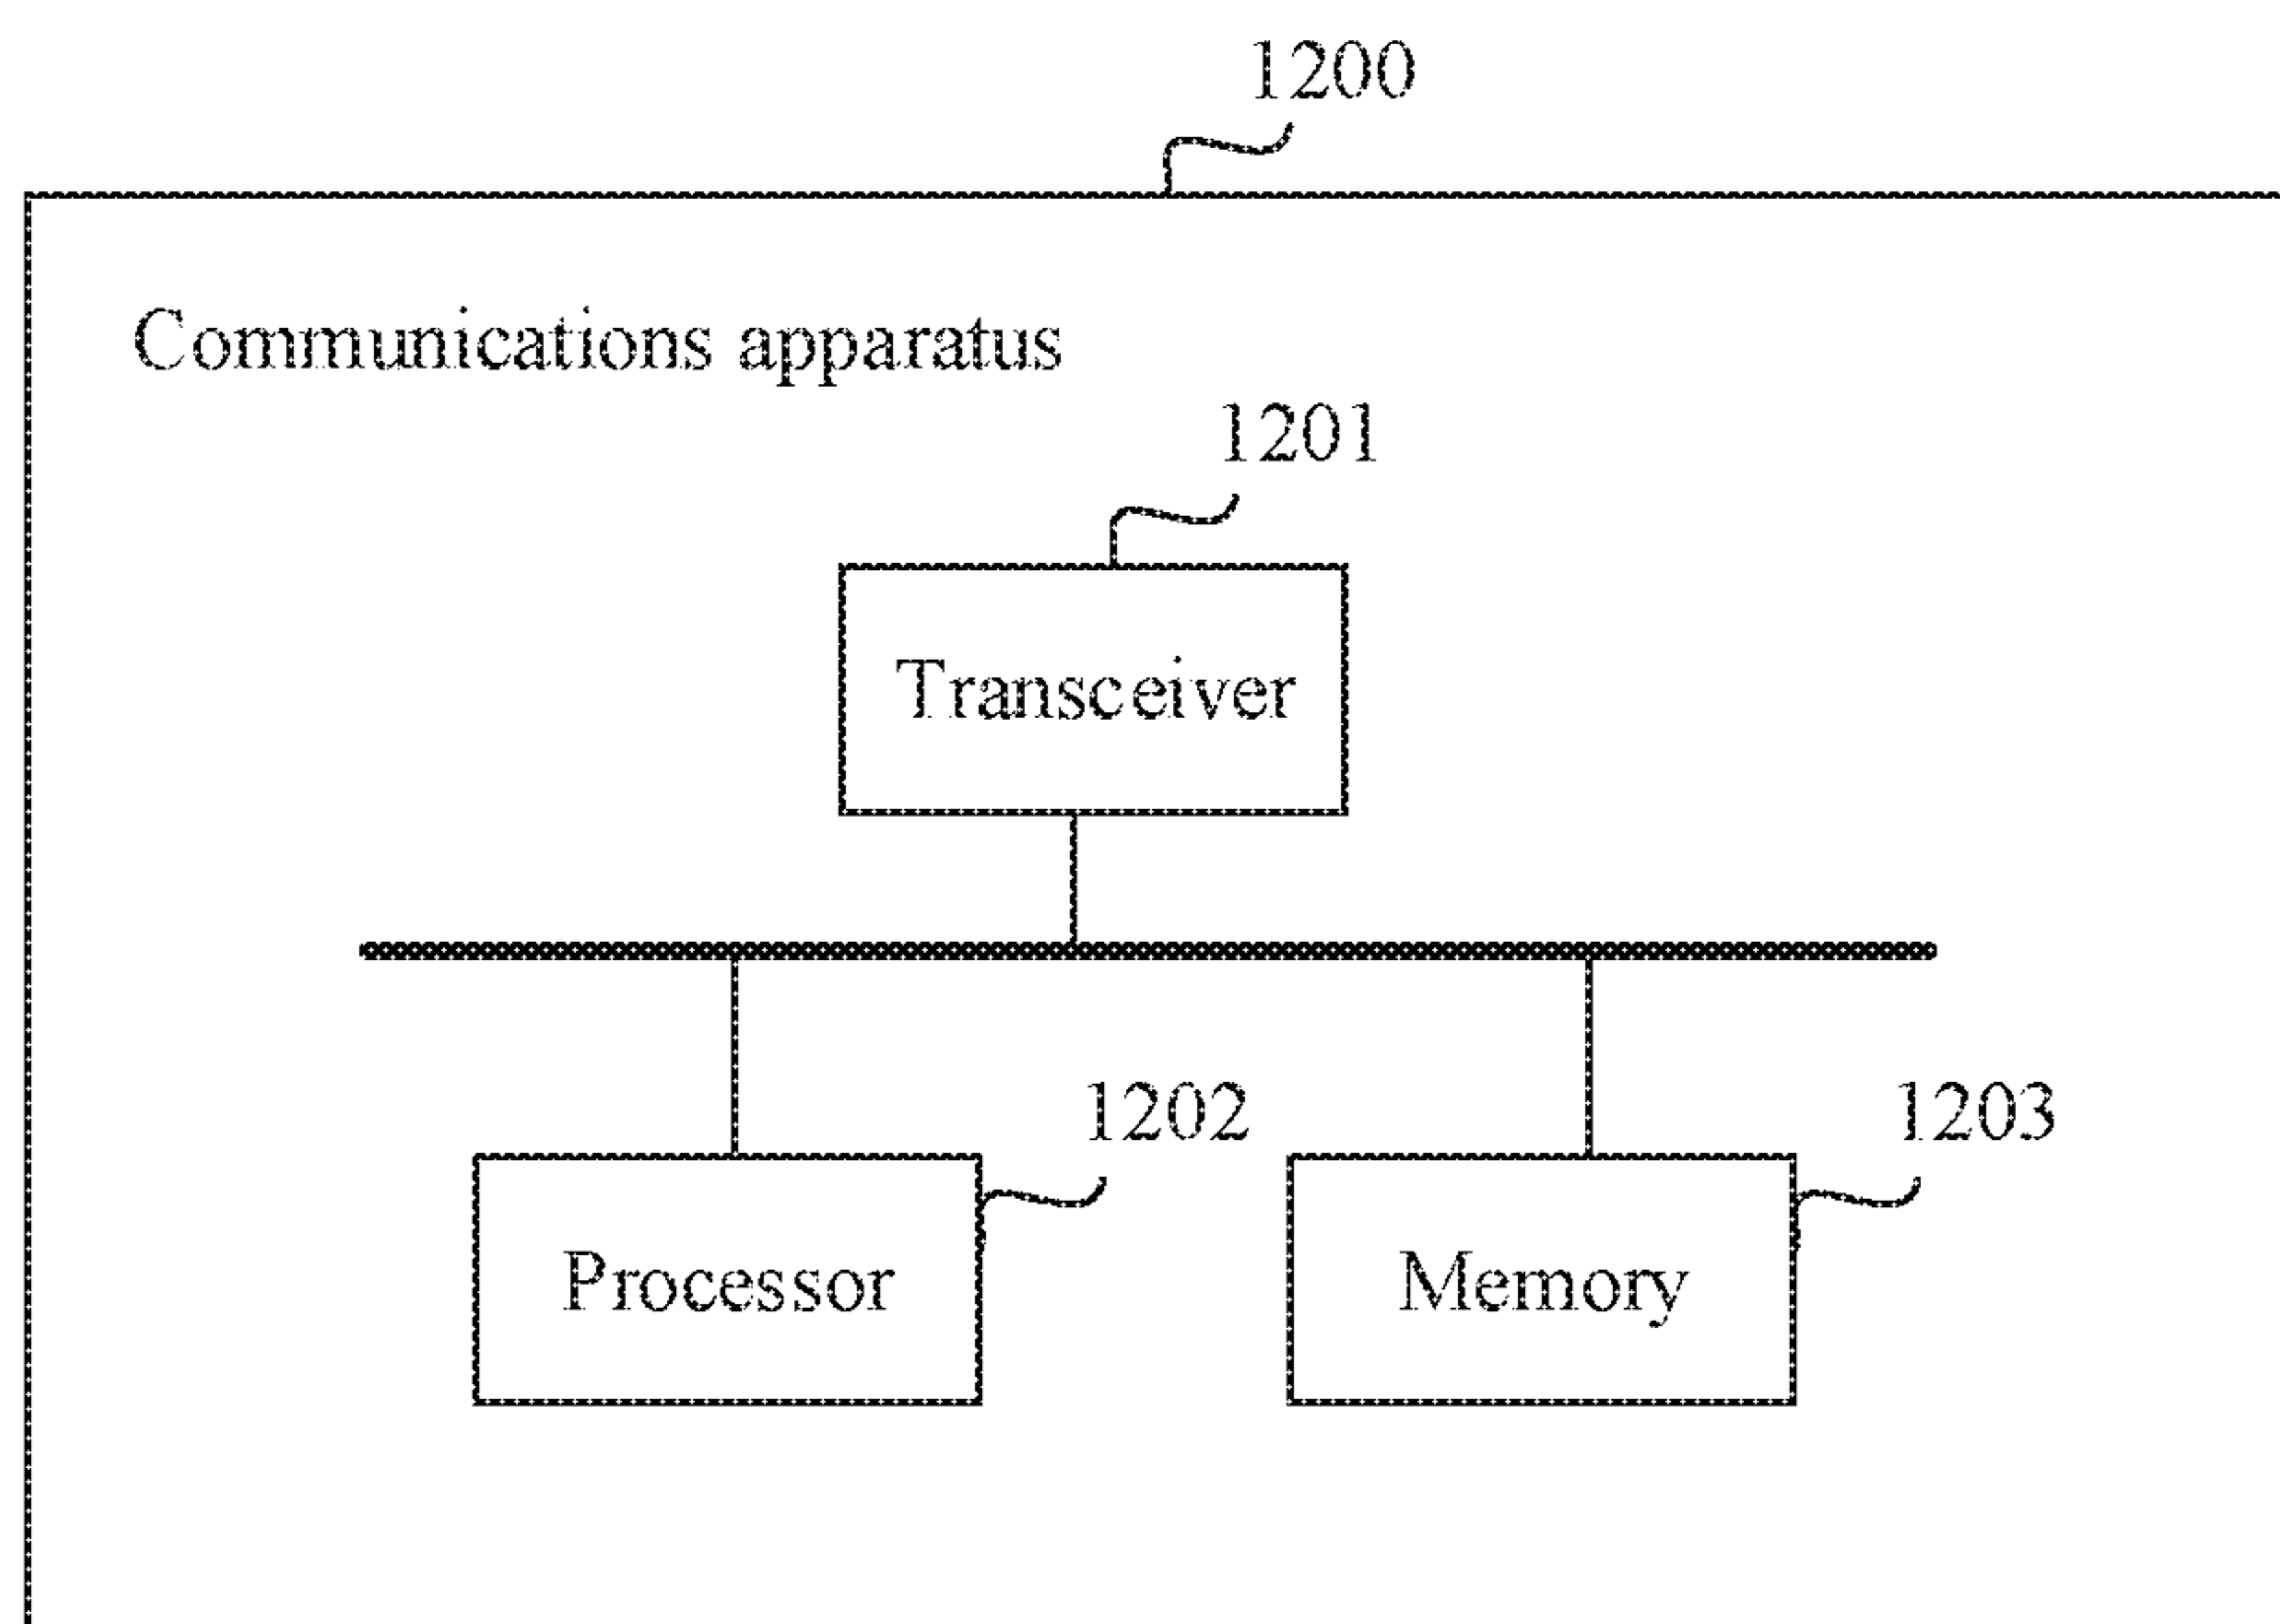 1200
Communications apparatus
1201
Transceiver
1202
1203
Processor
Memory